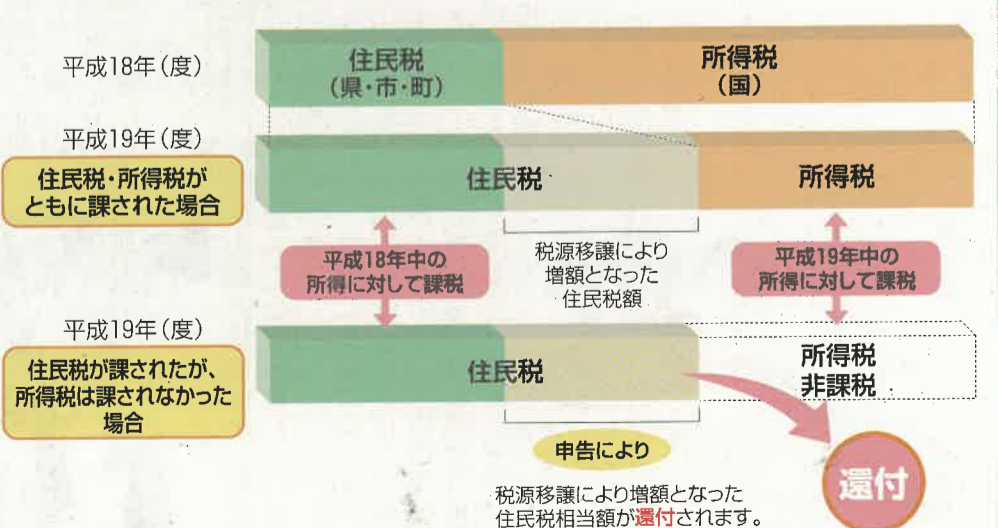 平成18年(度)
住民税
(県・市・町)
所得税
(国)
平成19年(度)
住民税・所得税が
ともに課された場合
住民税
所得税
平成18年中の
所得に対して課税
税源移譲により
増額となった
住民税額
平成19年中の
所得に対して課税
平成19年(度)
住民税が課されたが、
所得税は課されなかった
場合
住民税
所得税
非課税
申告により
還付
税源移譲により増額となった
住民税相当額が還付されます。